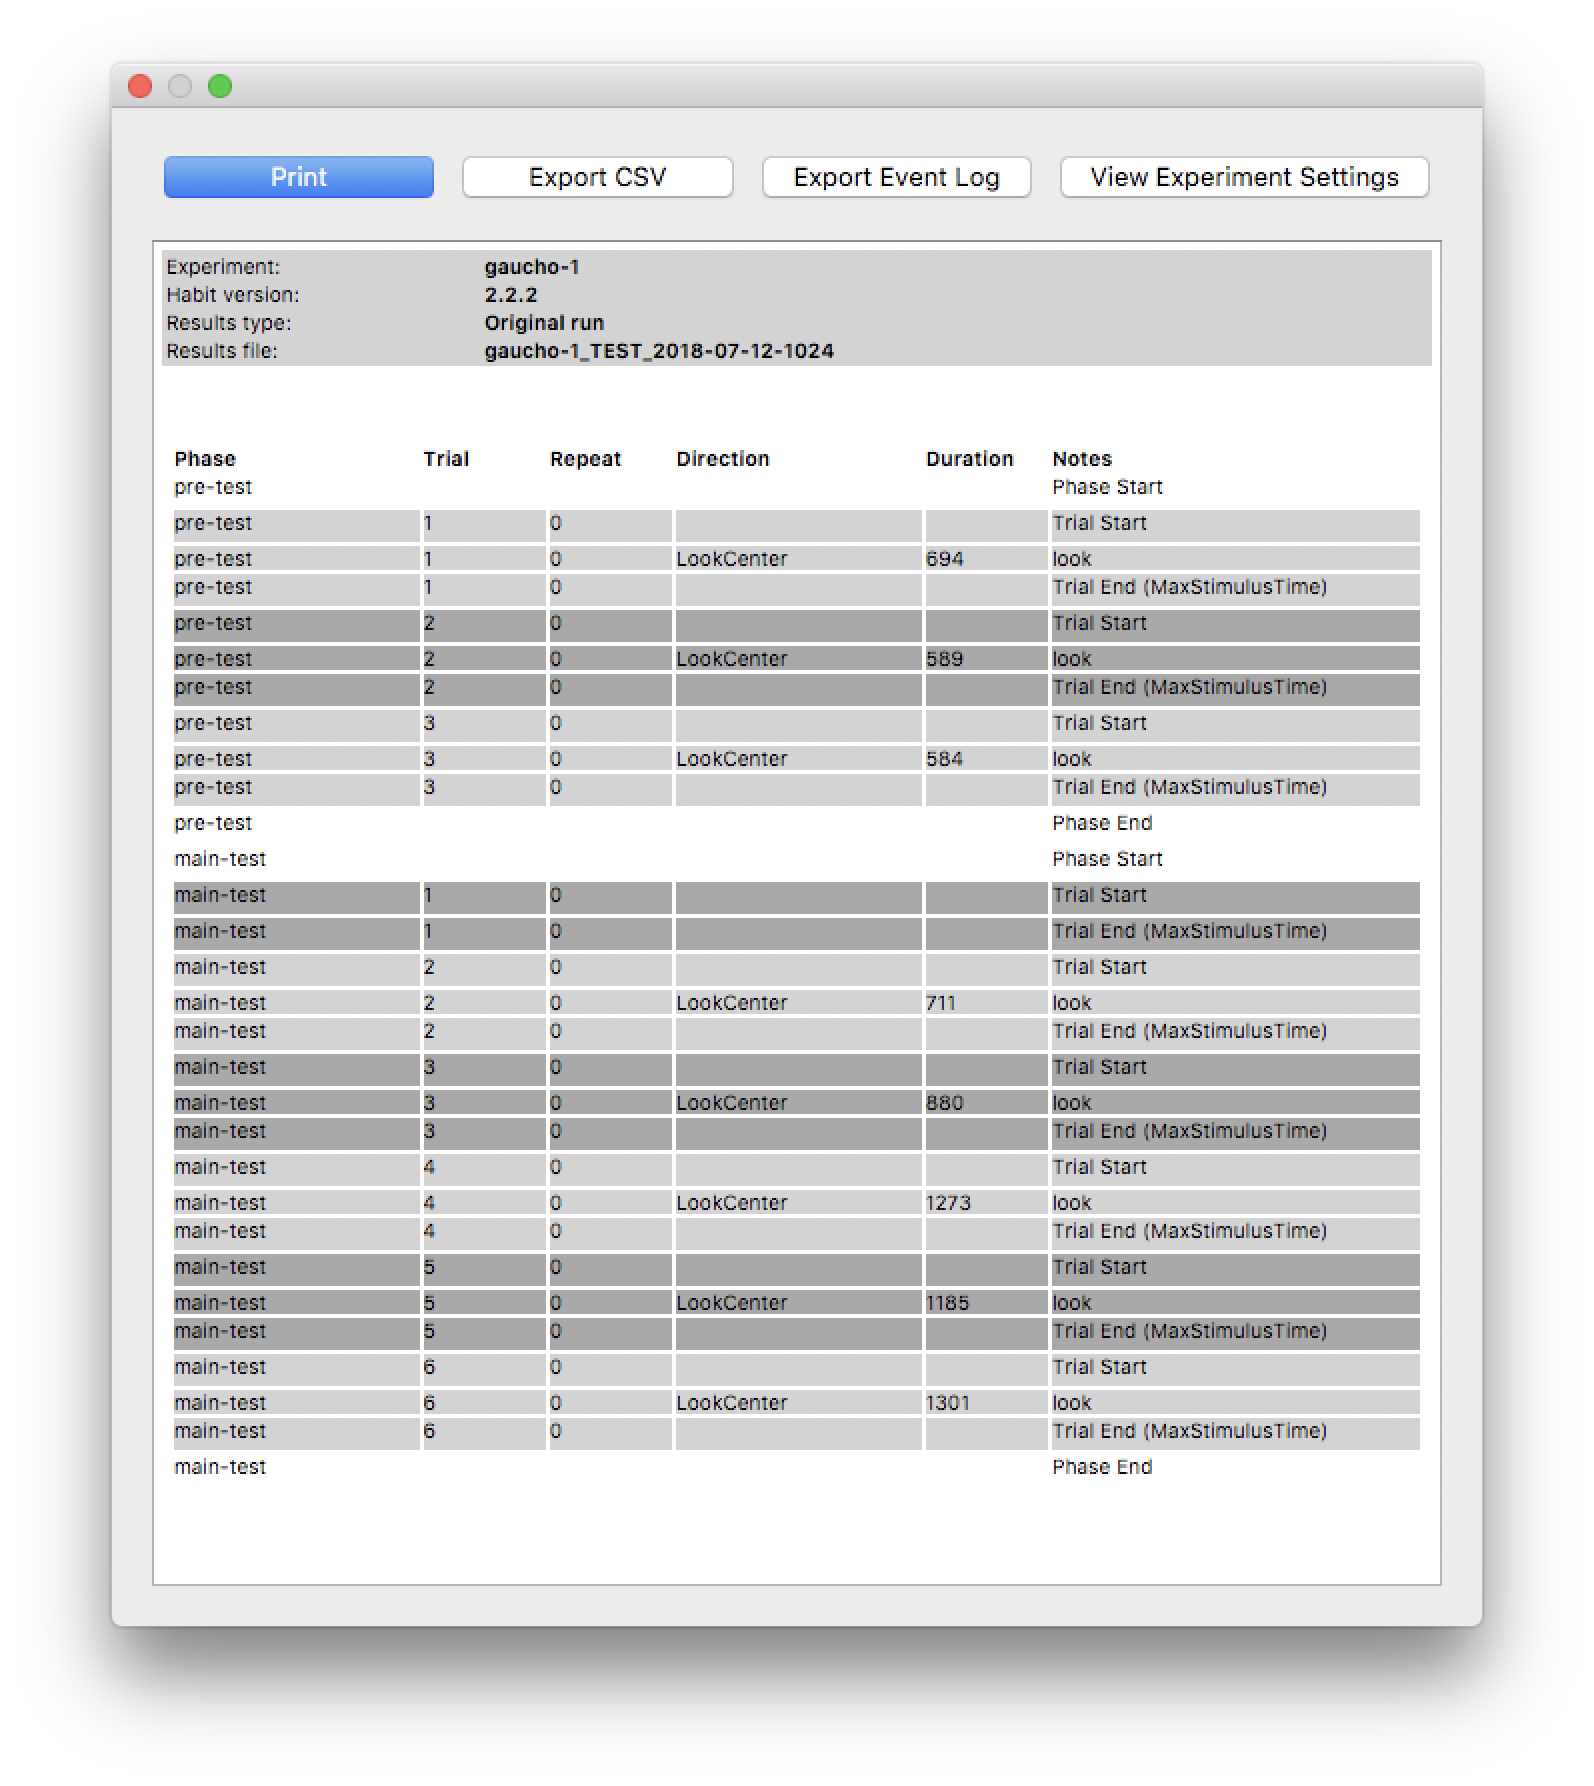 Print Export CSV Export Event Log View Experiment Settings
Experiment: gaucho-1
Habit version: 2.2.2
Results type: Original run
Results file: gaucho-1_TEST_2018-07-12-1024
Phase Trial Repeat Direction Duration Notes
pre-test Phase Start
pre-test 1 0 Trial Start
pre-test 1 0 LookCenter 694 look
pre-test 1 0 Trial End (MaxStimulusTime)
pre-test 2 0 Trial Start
pre-test 2 0 LookCenter 589 look
pre-test 2 0 Trial End (MaxStimulusTime)
pre-test 3 0 Trial Start
pre-test 3 0 LookCenter 584 look
pre-test 3 0 Trial End (MaxStimulusTime)
pre-test Phase End
main-test Phase Start
main-test 1 0 Trial Start
main-test 1 0 Trial End (MaxStimulusTime)
main-test 2 0 Trial Start
main-test 2 0 LookCenter 711 look
main-test 2 0 Trial End (MaxStimulusTime)
main-test 3 0 Trial Start
main-test 3 0 LookCenter 880 look
main-test 3 0 Trial End (MaxStimulusTime)
main-test 4 0 Trial Start
main-test 4 0 LookCenter 1273 look
main-test 4 0 Trial End (MaxStimulusTime)
main-test 5 0 Trial Start
main-test 5 0 LookCenter 1185 look
main-test 5 0 Trial End (MaxStimulusTime)
main-test 6 0 Trial Start
main-test 6 0 LookCenter 1301 look
main-test 6 0 Trial End (MaxStimulusTime)
main-test Phase End